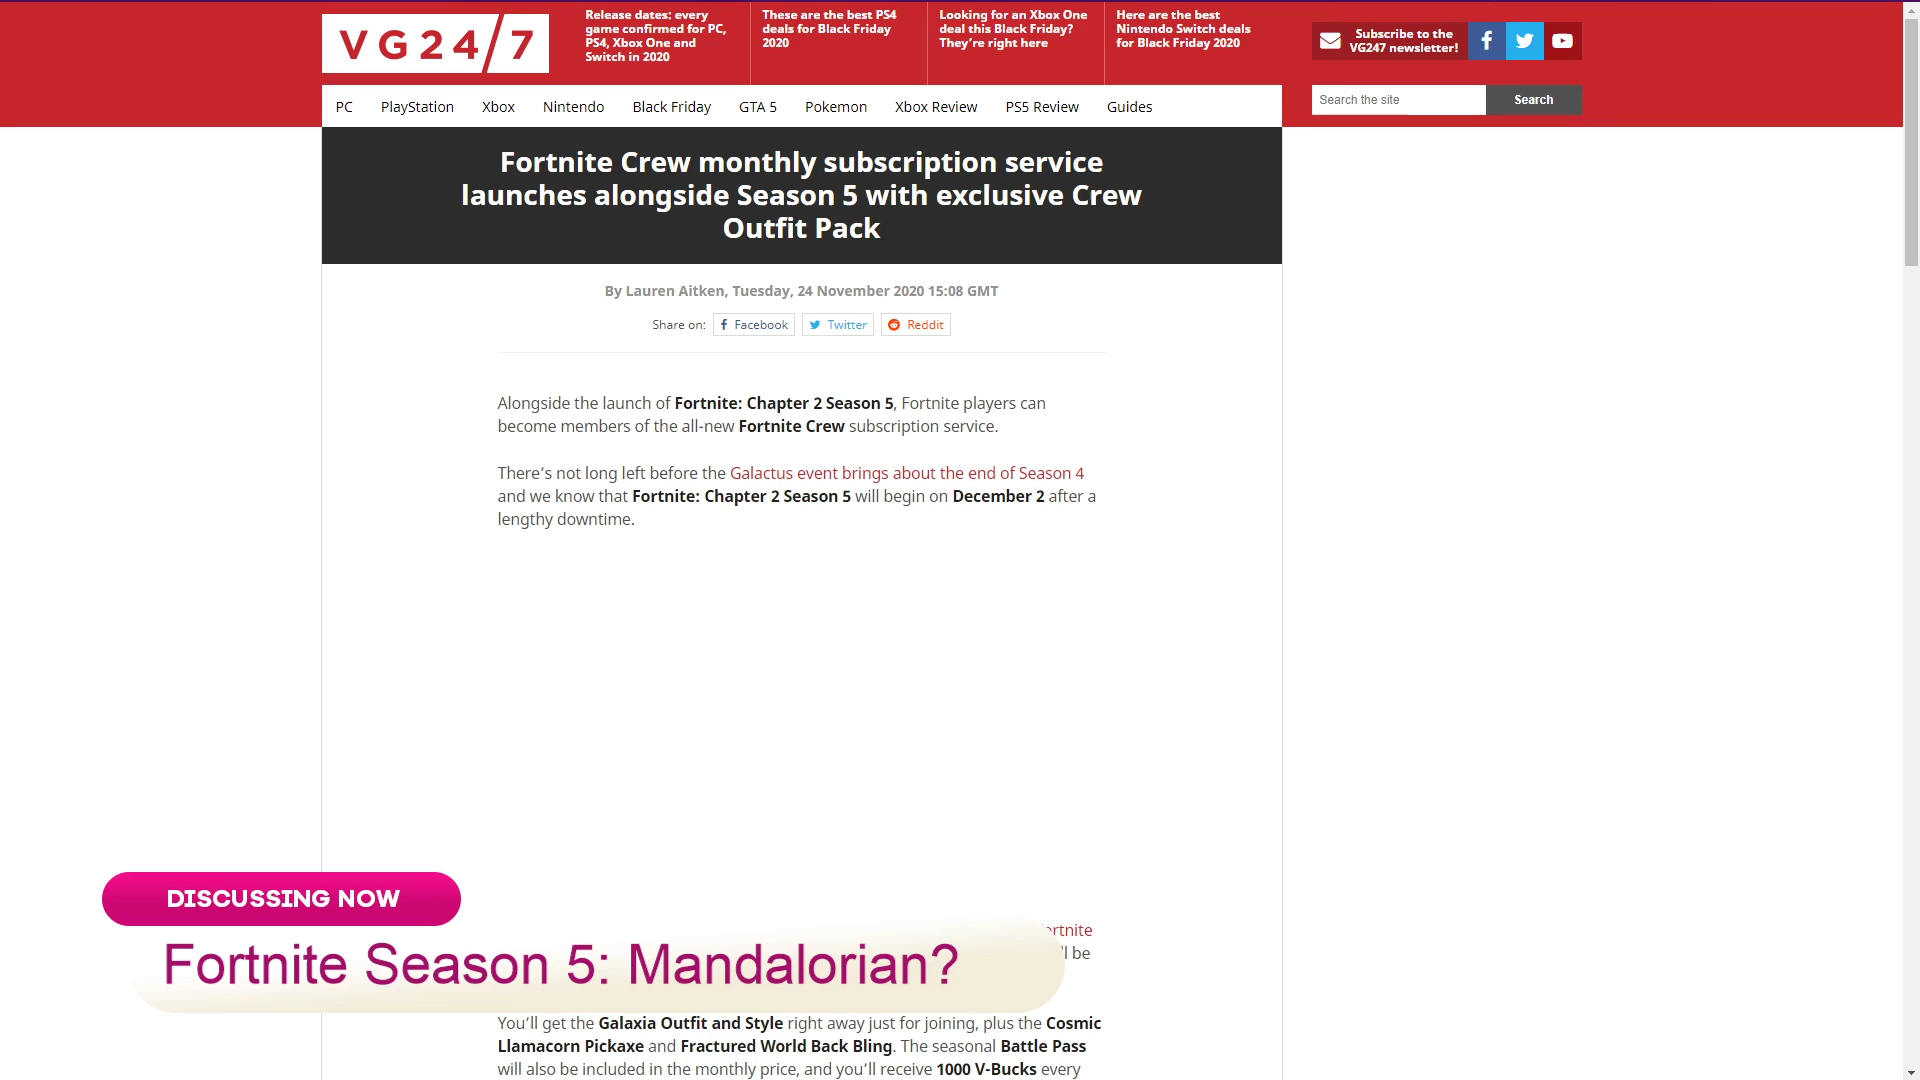 VG24/7
Release dates: every
game confirmed for PC,
PS4, Xbox One and
Switch in 2020
These are the best PS4
deals for Black Friday
2020
Looking for an Xbox One
deal this Black Friday?
They're right here
Here are the best
Nintendo Switch deals
for Black Friday 2020
Subscribe to the
VG247 newsletter!
Search the site
Search
PC PlayStation Xbox Nintendo Black Friday GTA 5 Pokemon Xbox Review PS5 Review Guides
Fortnite Crew monthly subscription service
launches alongside Season 5 with exclusive Crew
Outfit Pack
By Lauren Aitken, Tuesday, 24 November 2020 15:08 GMT
Share on: Facebook Twitter Reddit
Alongside the launch of Fortnite: Chapter 2 Season 5, Fortnite players can
become members of the all-new Fortnite Crew subscription service.
There's not long left before the Galactus event brings about the end of Season 4
and we know that Fortnite: Chapter 2 Season 5 will begin on December 2 after a
lengthy downtime.
DISCUSSING NOW
be
Fortnite Season 5: Mandalorian?
You'll get the Galaxia Outfit and Style right away just for joining, plus the Cosmic
Llamacorn Pickaxe and Fractured World Back Bling. The seasonal Battle Pass
will also be included in the monthly price, and you'll receive 1000 V-Bucks every